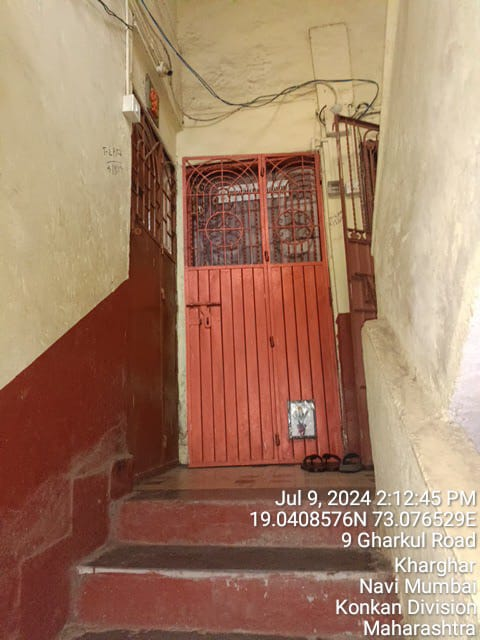 Jul 9, 2024 2:12:45 PM
19.0408576N 73.076529E
9 Gharkul Road
Kharghar
Navi Mumbai
Konkan Division
Maharashtra